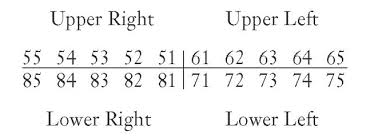 Upper Right Upper Left
55 54 53 52 51 61 62 63 64 65
85 84 83 82 81 71 72 73 74 75
Lower Right Lower Left